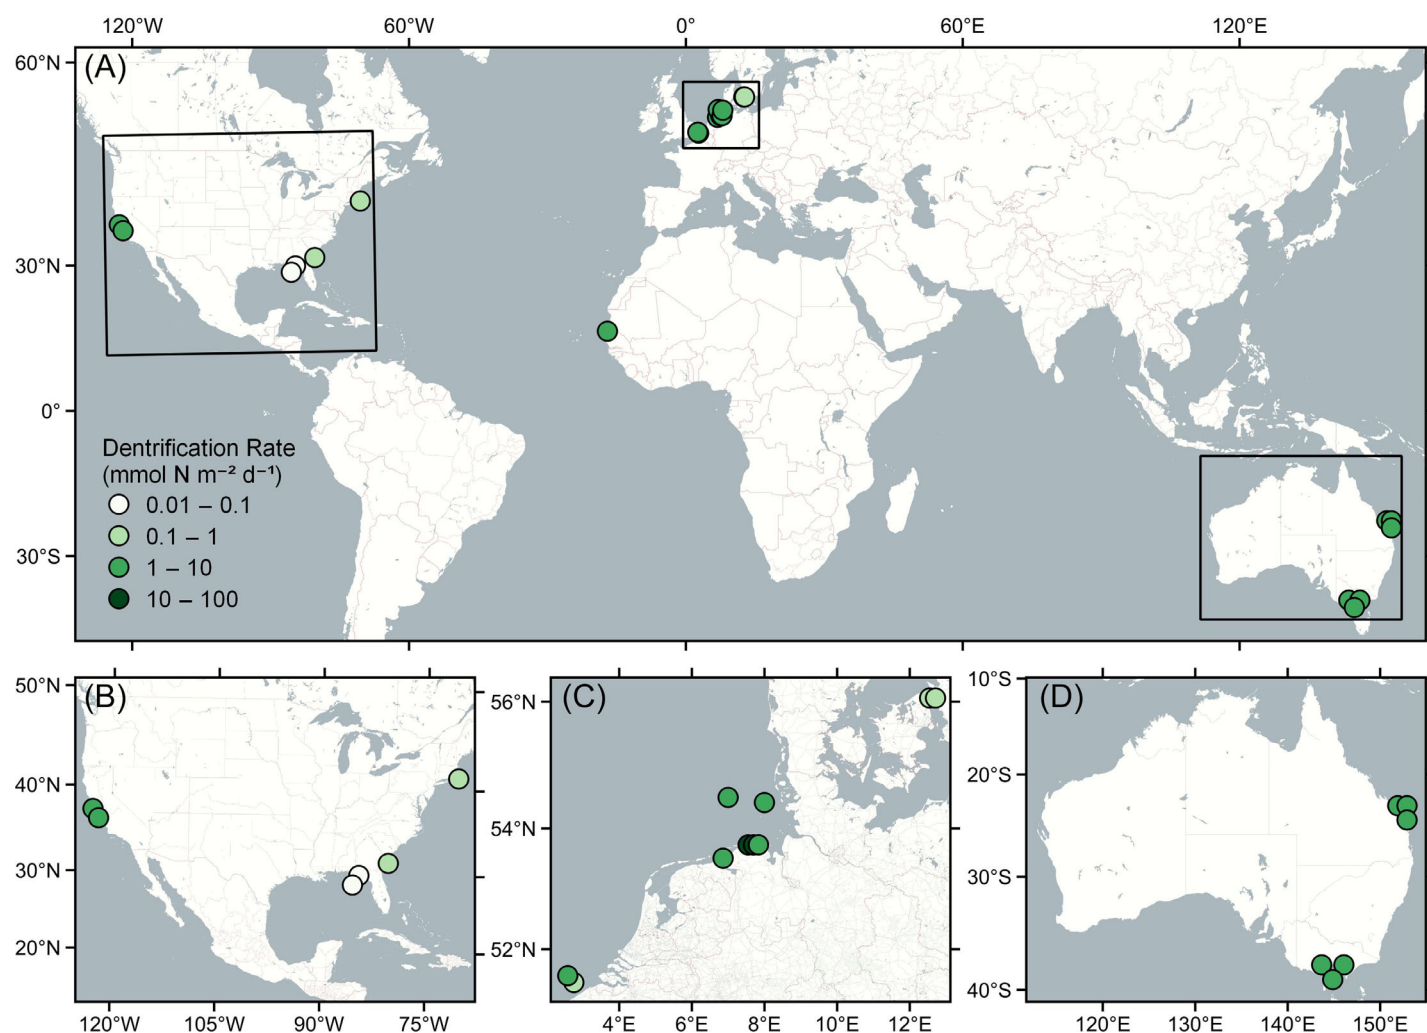 120°W 60°W 0° 60°E 120°E
60°N (A)
30°N
0°
30°S
Dentrification Rate
(mmol N m⁻² d⁻¹)
0.01 – 0.1
0.1 – 1
1 – 10
10 – 100
(B)
50°N
40°N
30°N
20°N
120°W 105°W 90°W 75°W
(C)
56°N
54°N
52°N
4°E 6°E 8°E 10°E 12°E
(D)
10°S
20°S
30°S
40°S
120°E 130°E 140°E 150°E